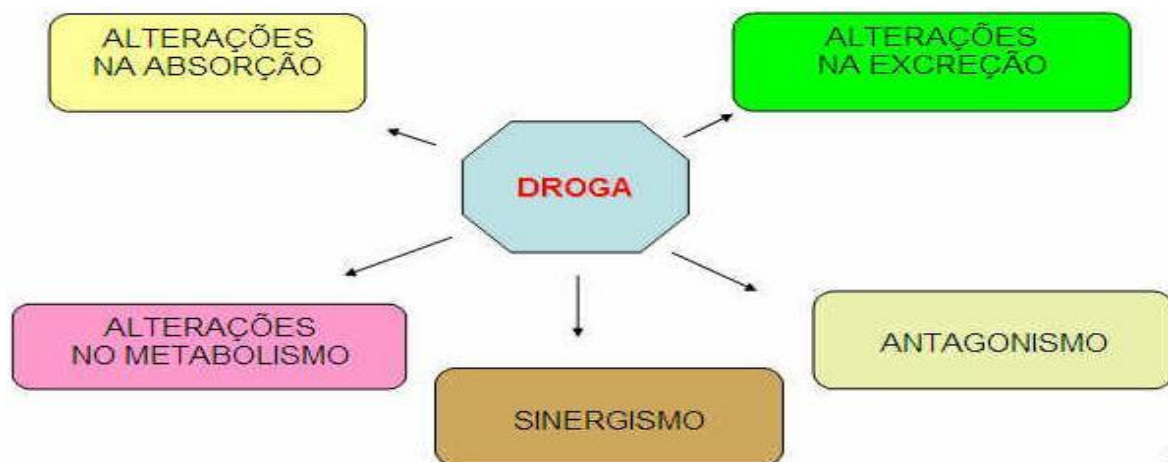 ALTERAÇÕES
NA ABSORÇÃO
ALTERAÇÕES
NA EXCREÇÃO
DROGA
ALTERAÇÕES
NO METABOLISMO
ANTAGONISMO
SINERGISMO